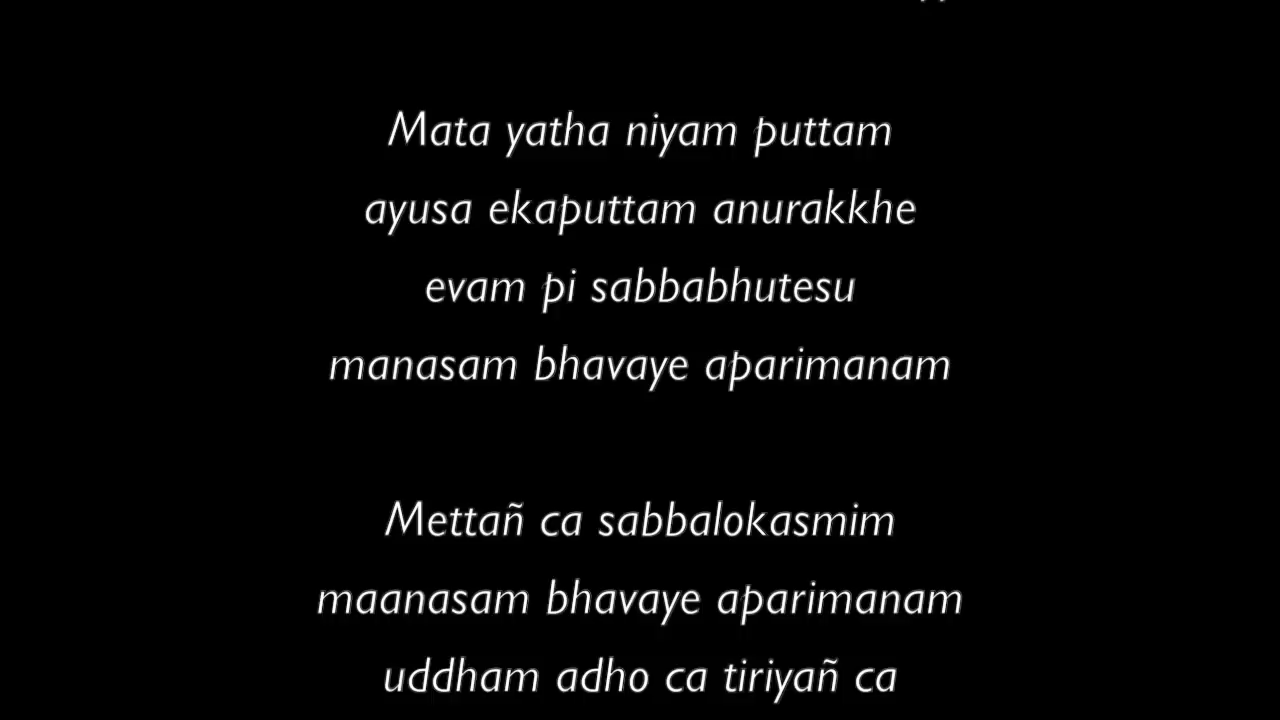 Mata yatha niyam puttam
ayusa ekaputtam anurakkhe
evam pi sabbabhutesu
manasam bhavaye aparimanam
Mettañ ca sabbalokasmim
maanasam bhavaye aparimanam
uddham adho ca tiriyañ ca